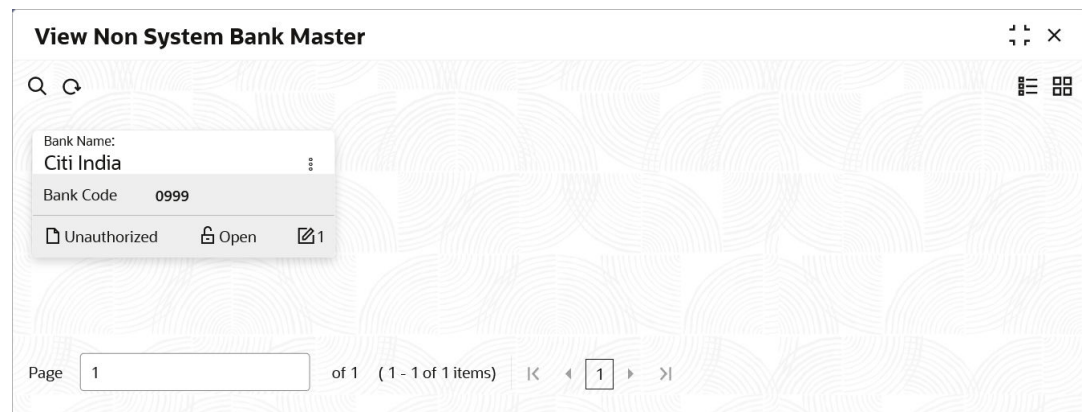 View Non System Bank Master
Bank Name:
Citi India
Bank Code 0999
Unauthorized Open 1
Page 1 of 1 ( 1 - 1 of 1 items) 1